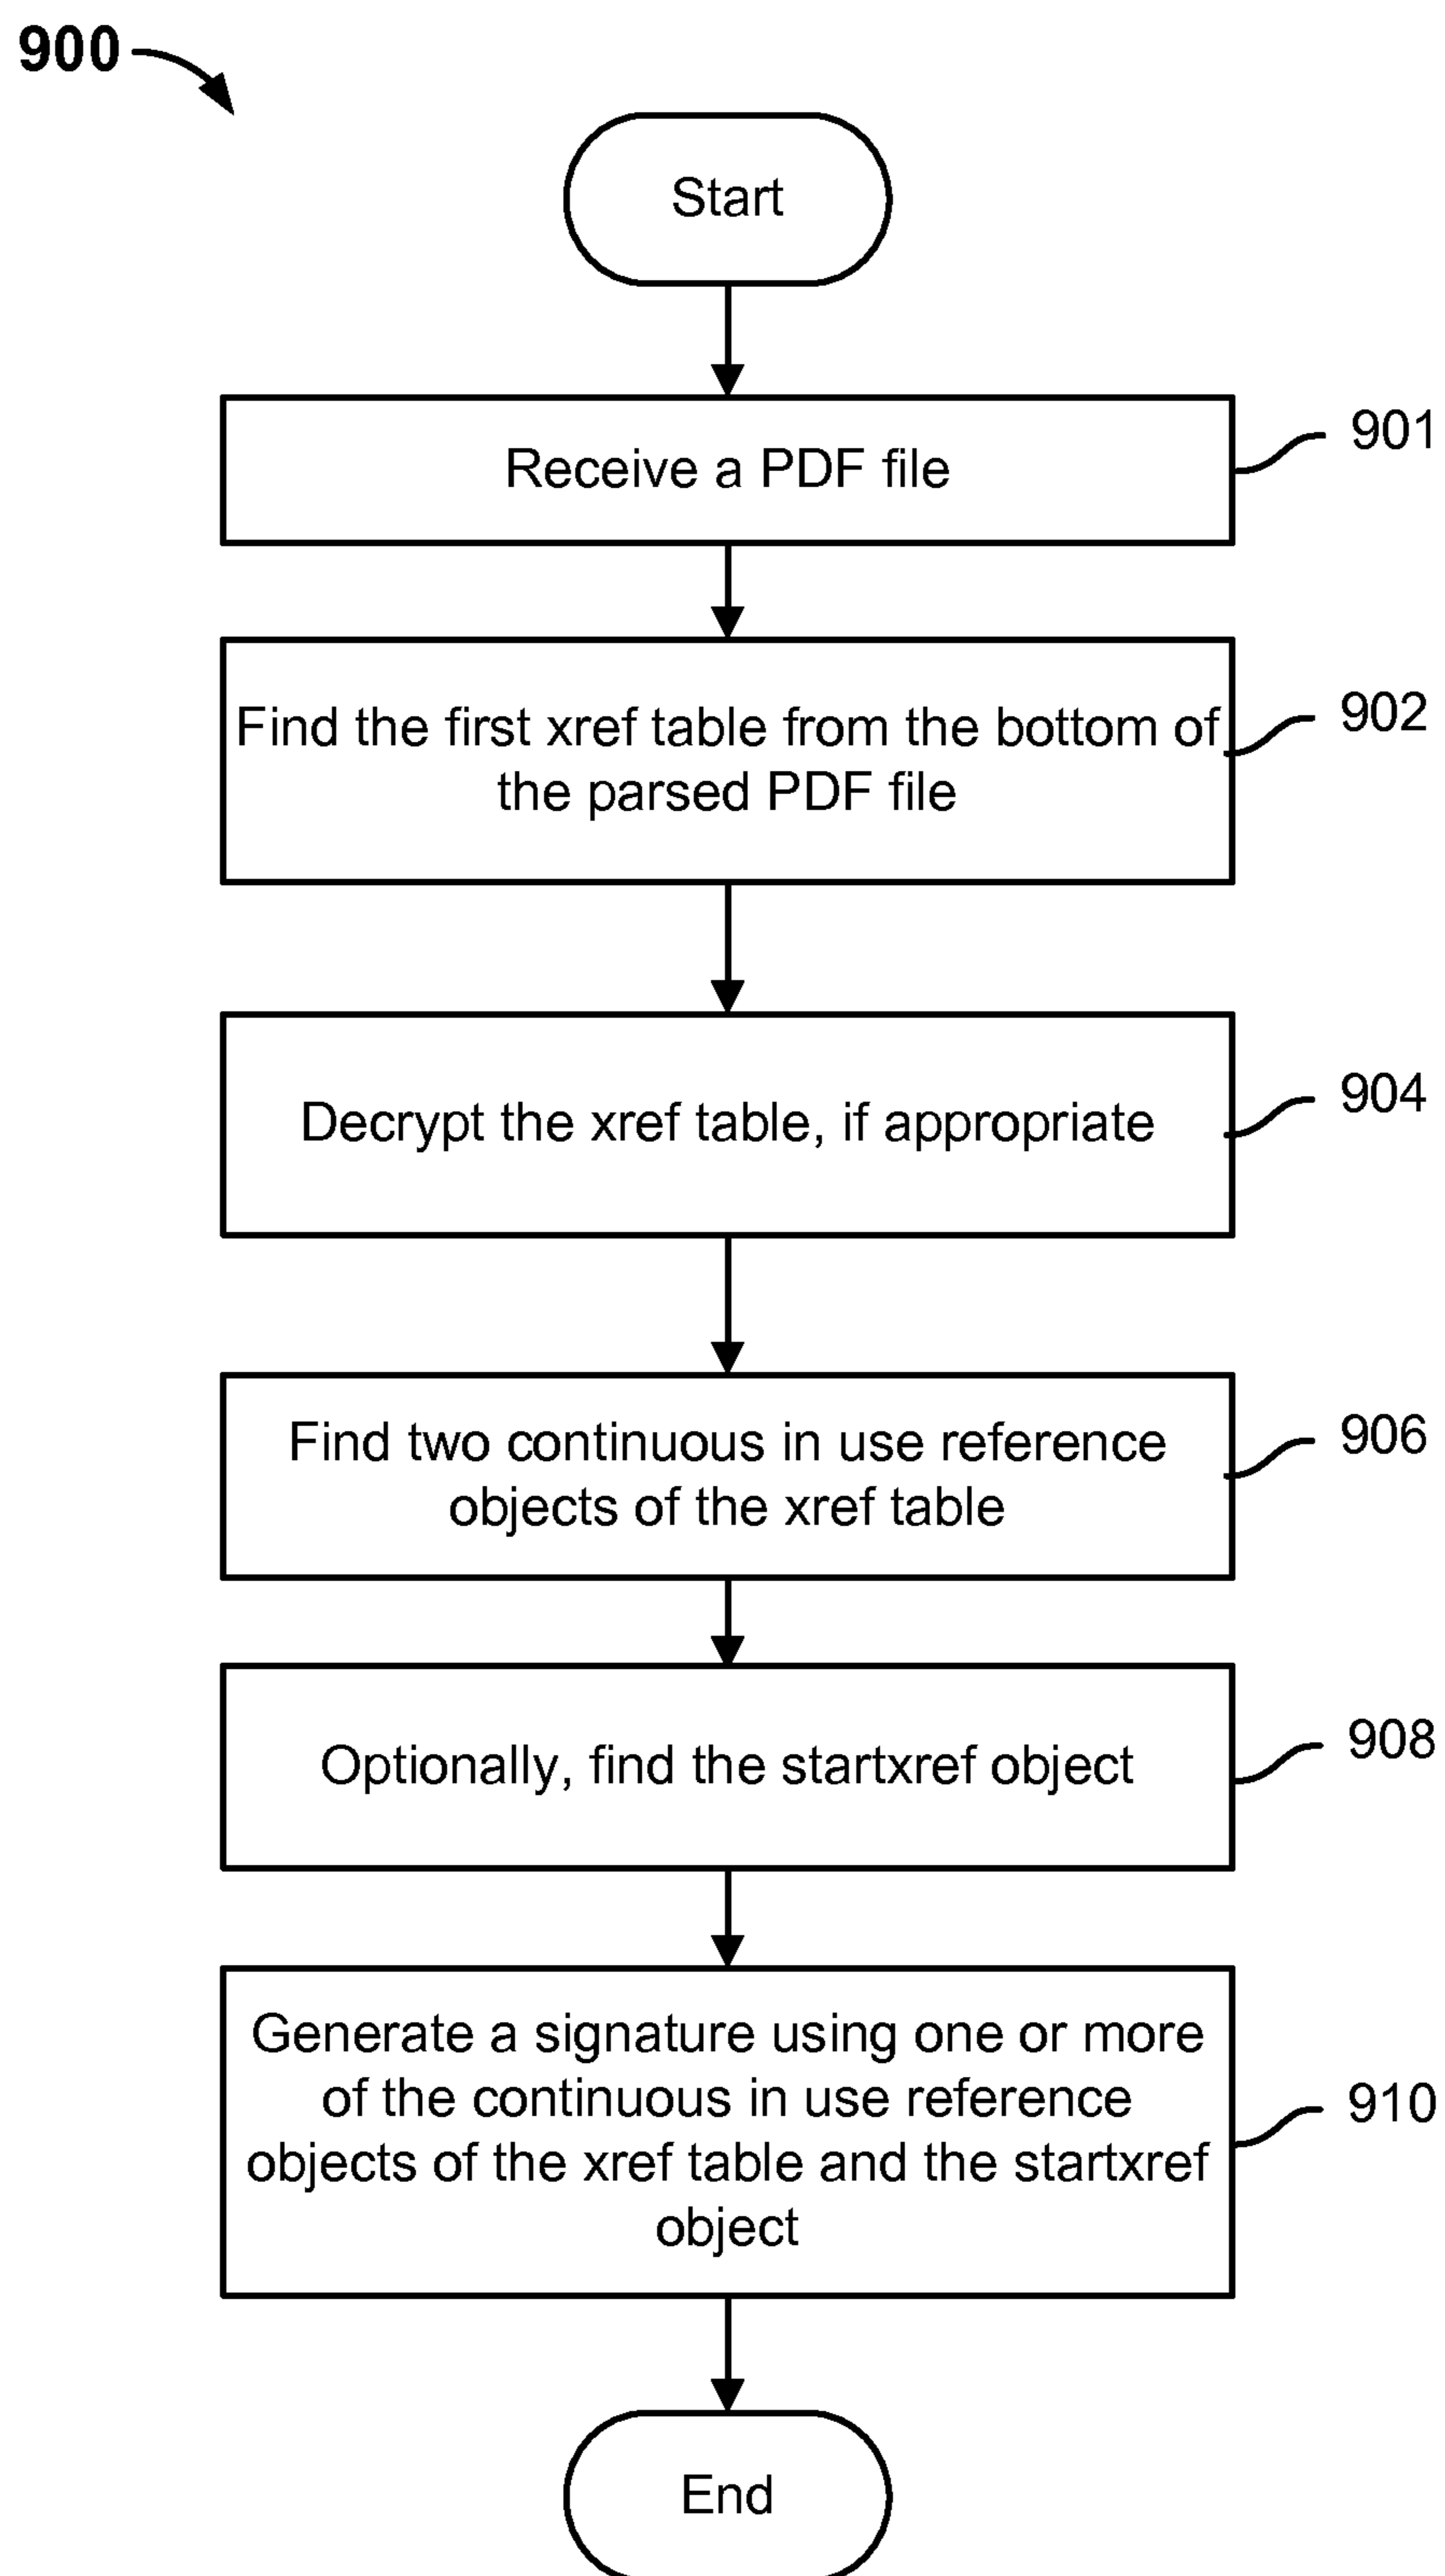 900
Start
Receive a PDF file
901
Find the first xref table from the bottom of
the parsed PDF file
902
Decrypt the xref table, if appropriate
904
Find two continuous in use reference
objects of the xref table
906
Optionally, find the startxref object
908
Generate a signature using one or more
of the continuous in use reference
objects of the xref table and the startxref
object
910
End